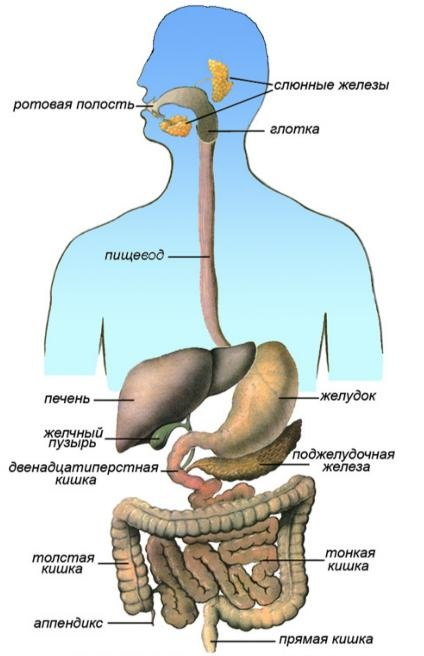 слюнные железы
ротовая полость
глотка
пищевод
печень
желудок
желчный
пузырь
поджелудочная
железа
двенадцатиперстная
кишка
толстая
кишка
тонкая
кишка
аппендикс
прямая кишка